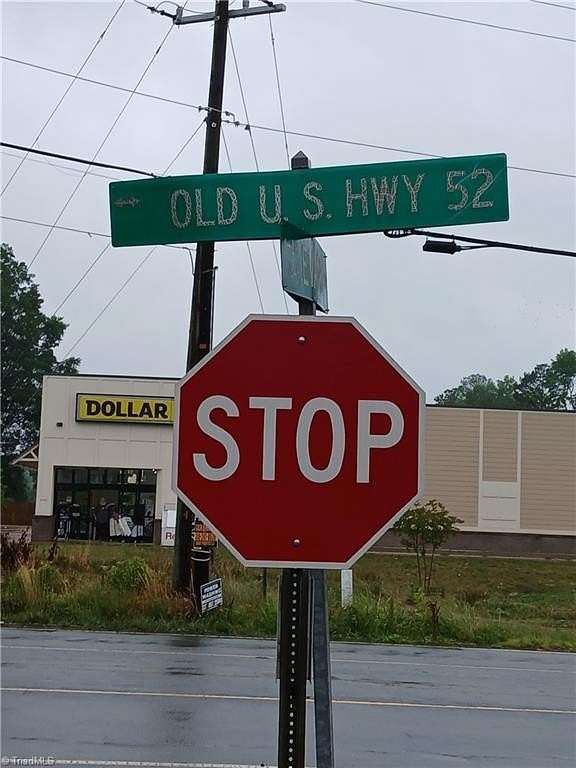 OLD U.S. HWY 52
DOLLAR
STOP
© TriadMLS